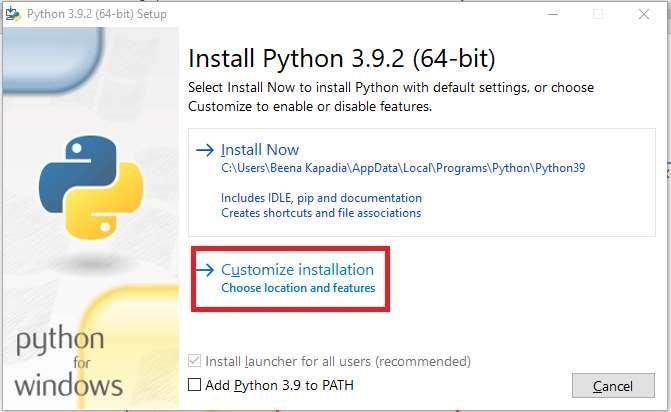 Python 3.9.2 (64-bit) Setup
Install Python 3.9.2 (64-bit)
Select Install Now to install Python with default settings, or choose
Customize to enable or disable features.
Install Now
C:\Users\Beena Kapadia\AppData\Local\Programs\Python\Python39
Includes IDLE, pip and documentation
Creates shortcuts and file associations
Customize installation
Choose location and features
python
for
windows
Install launcher for all users (recommended)
Add Python 3.9 to PATH
Cancel